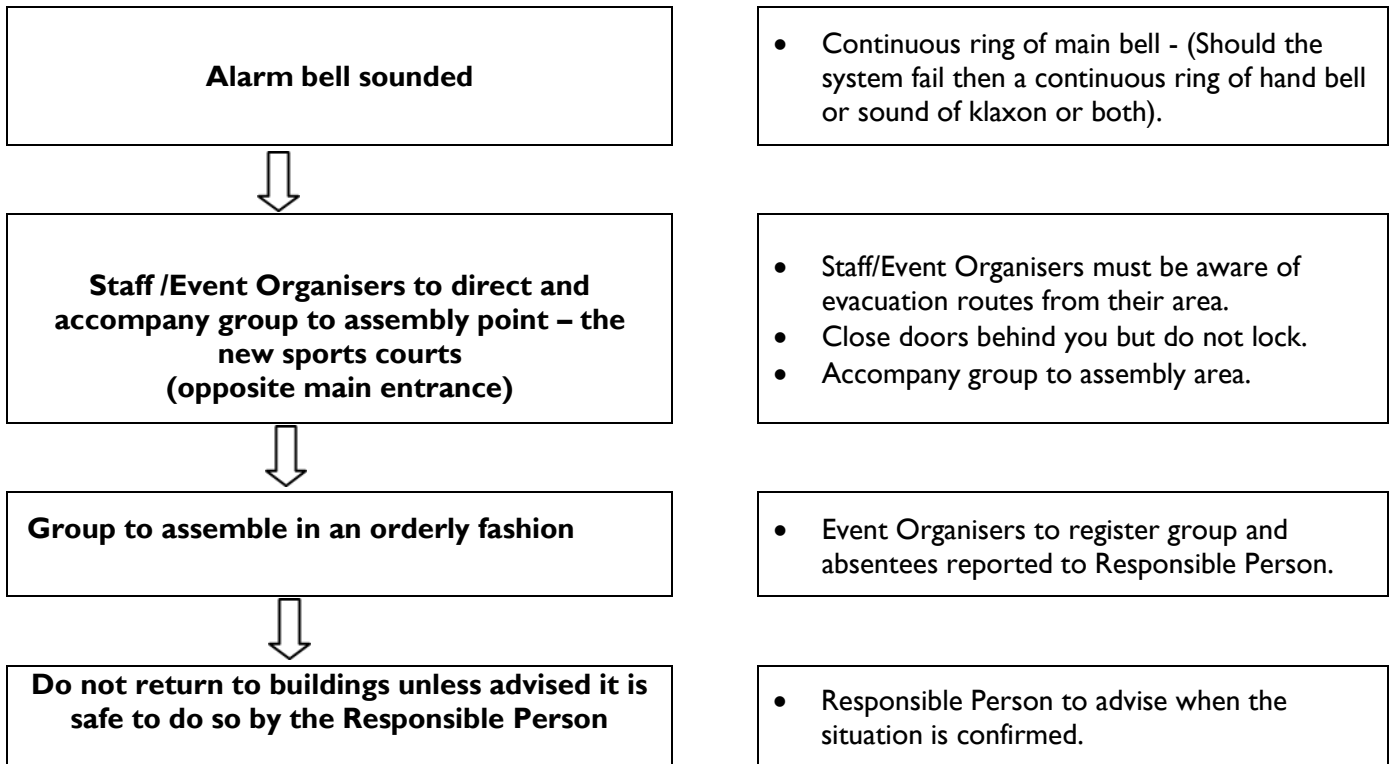 Alarm bell sounded
• Continuous ring of main bell - (Should the
system fail then a continuous ring of hand bell
or sound of klaxon or both).
Staff /Event Organisers to direct and
accompany group to assembly point – the
new sports courts
(opposite main entrance)
• Staff/Event Organisers must be aware of
evacuation routes from their area.
• Close doors behind you but do not lock.
• Accompany group to assembly area.
Group to assemble in an orderly fashion
• Event Organisers to register group and
absentees reported to Responsible Person.
Do not return to buildings unless advised it is
safe to do so by the Responsible Person
• Responsible Person to advise when the
situation is confirmed.